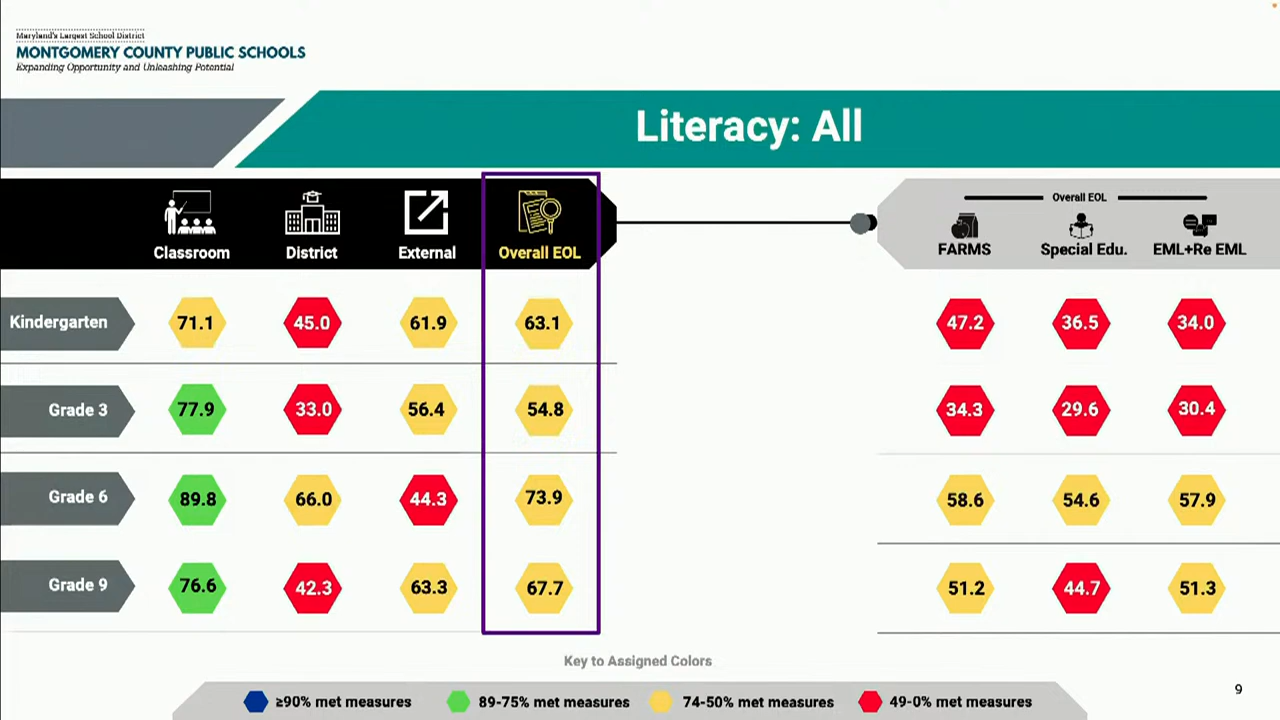 Maryland's Largest School District
MONTGOMERY COUNTY PUBLIC SCHOOLS
Expanding Opportunity and Unleashing Potential
Literacy: All
Classroom District External Overall EOL
Overall EOL
FARMS Special Edu. EML+Re EML
Kindergarten 71.1 45.0 61.9 63.1 47.2 36.5 34.0
Grade 3 77.9 33.0 56.4 54.8 34.3 29.6 30.4
Grade 6 89.8 66.0 44.3 73.9 58.6 54.6 57.9
Grade 9 76.6 42.3 63.3 67.7 51.2 44.7 51.3
Key to Assigned Colors
≥90% met measures 89-75% met measures 74-50% met measures 49-0% met measures
9